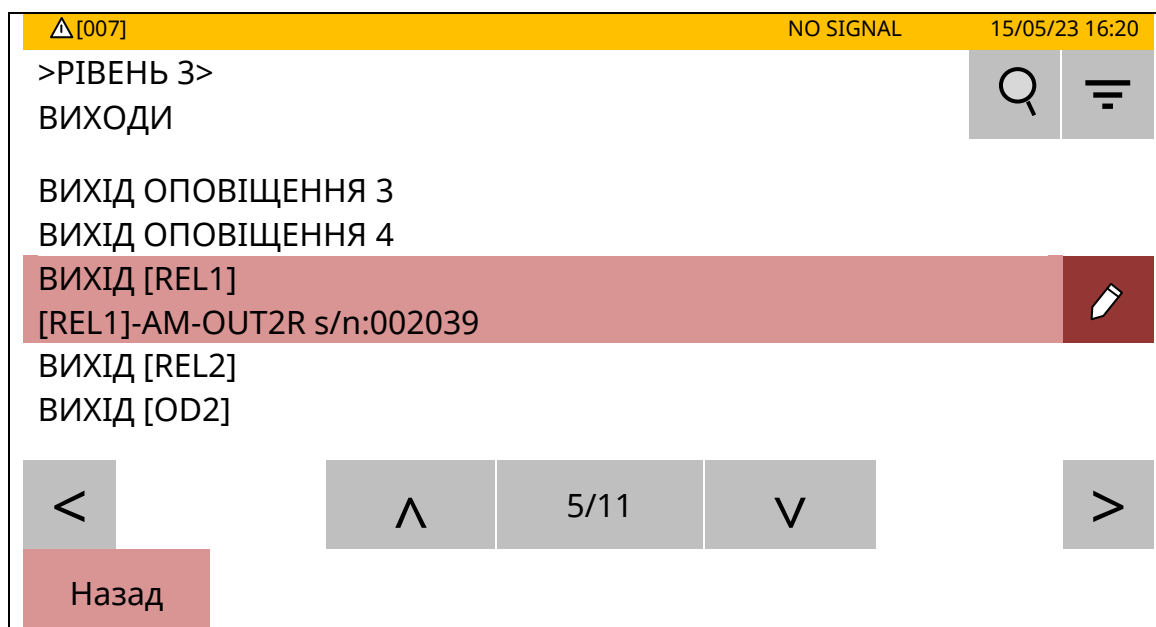 [007] NO SIGNAL 15/05/23 16:20
>РІВЕНЬ 3>
ВИХОДИ
ВИХІД ОПОВІЩЕННЯ 3
ВИХІД ОПОВІЩЕННЯ 4
ВИХІД [REL1]
[REL1]-AM-OUT2R s/n:002039
ВИХІД [REL2]
ВИХІД [OD2]
< ᐱ 5/11 ᐯ >
Назад